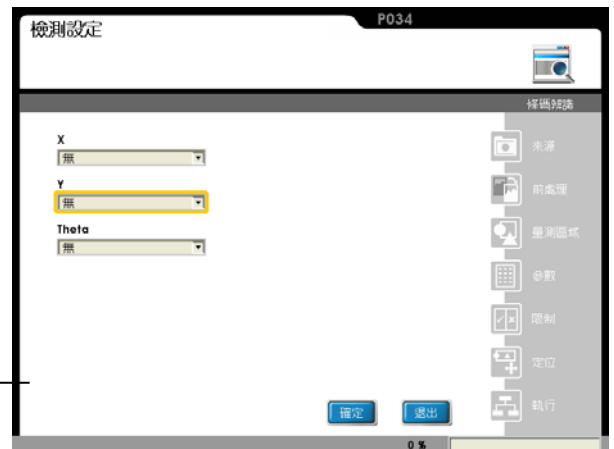 檢測設定
P034
條碼辨識
X
無
Y
無
Theta
無
來源
前處理
量測區域
參數
限制
定位
執行
確定
退出
0 %